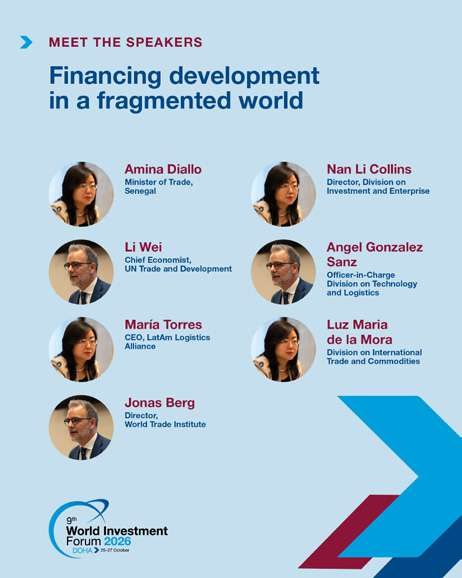 MEET THE SPEAKERS
Financing development
in a fragmented world
Amina Diallo
Minister of Trade,
Senegal
Nan Li Collins
Director, Division on
Investment and Enterprise
Li Wei
Chief Economist,
UN Trade and Development
Angel Gonzalez
Sanz
Officer-in-Charge
Division on Technology
and Logistics
María Torres
CEO, LatAm Logistics
Alliance
Luz Maria
de la Mora
Division on International
Trade and Commodities
Jonas Berg
Director,
World Trade Institute
9th
World Investment
Forum 2026
DOHA 25-27 October